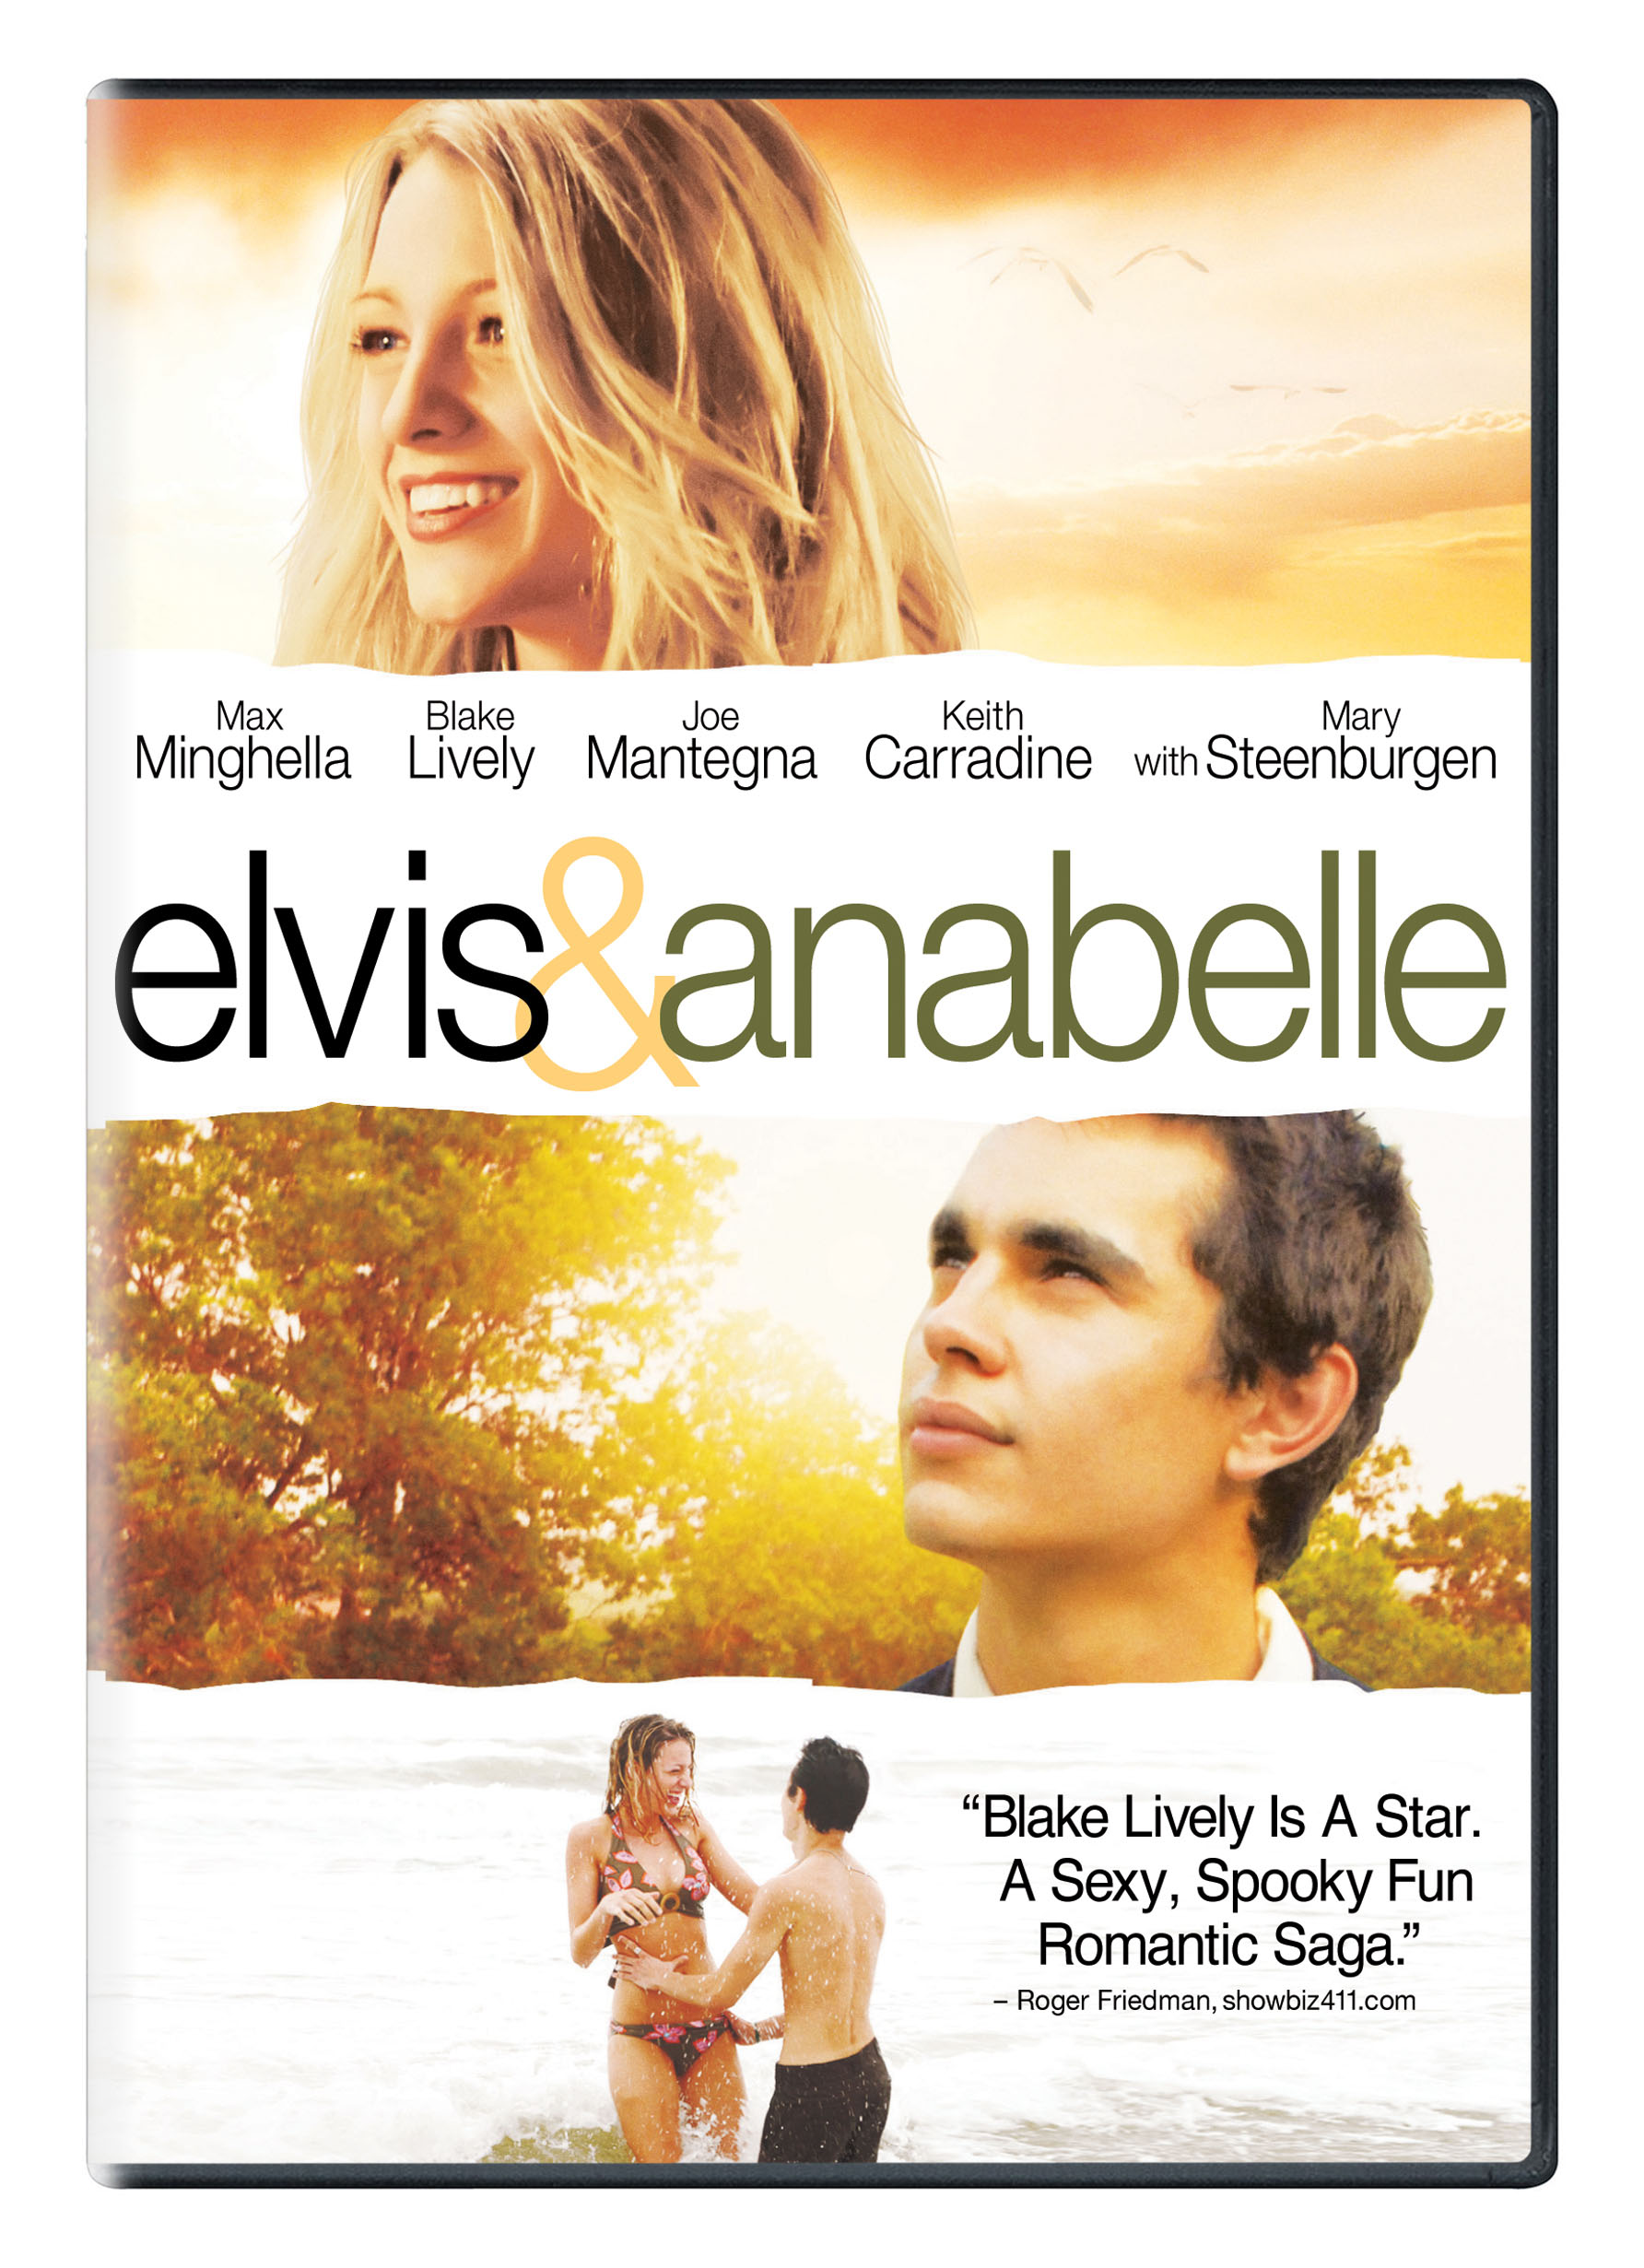 Max Blake Joe Keith Mary
Minghella Lively Mantegna Carradine with Steenburgen
elvis&anabelle
“Blake Lively Is A Star.
A Sexy, Spooky Fun
Romantic Saga.”
– Roger Friedman, showbiz411.com